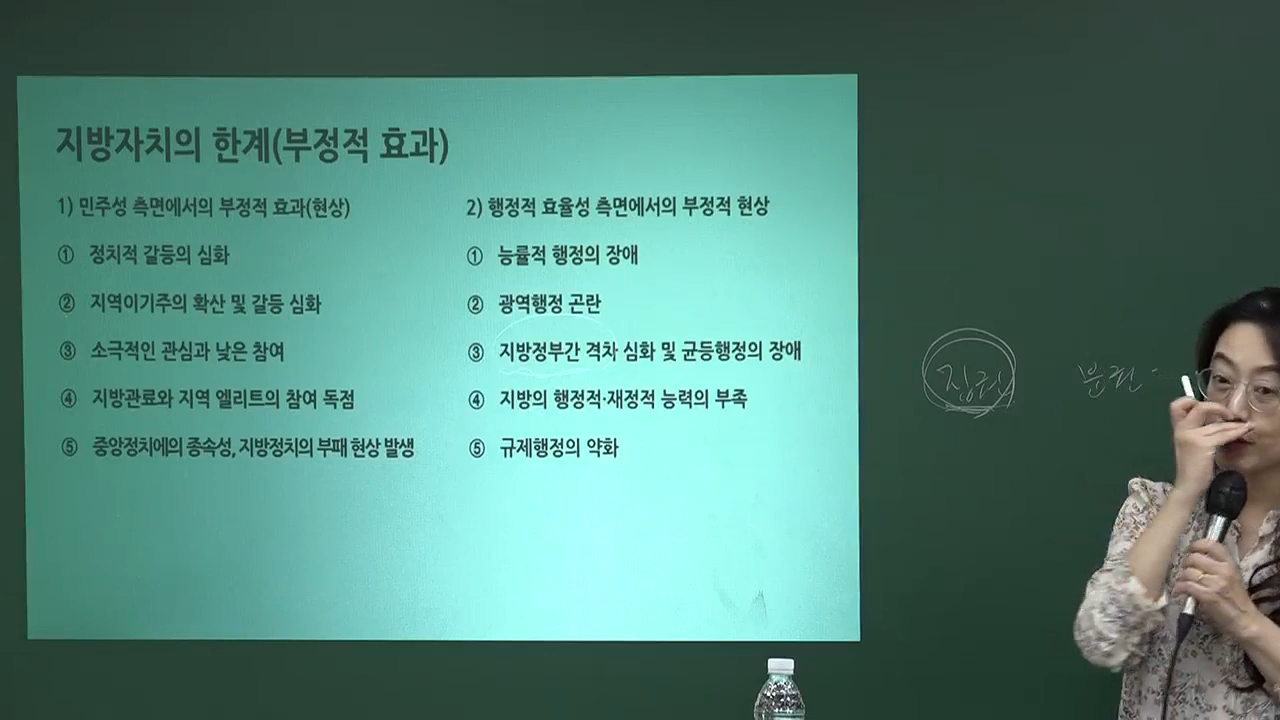 지방자치의 한계(부정적 효과)
1) 민주성 측면에서의 부정적 효과(현상)
① 정치적 갈등의 심화
② 지역이기주의 확산 및 갈등 심화
③ 소극적인 관심과 낮은 참여
④ 지방관료와 지역 엘리트의 참여 독점
⑤ 중앙정치에의 종속성, 지방정치의 부패 현상 발생
2) 행정적 효율성 측면에서의 부정적 현상
① 능률적 행정의 장애
② 광역행정 곤란
③ 지방정부간 격차 심화 및 균등행정의 장애
④ 지방의 행정적·재정적 능력의 부족
⑤ 규제행정의 약화
집권 분권